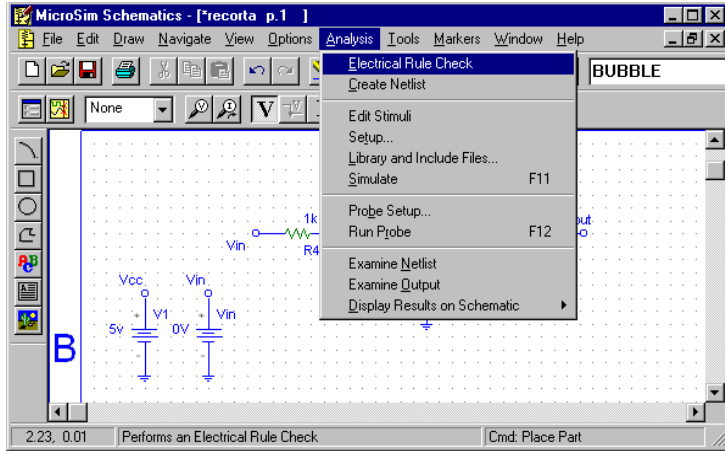 MicroSim Schematics - [*recorta p.1 ]
File Edit Draw Navigate View Options Analysis Tools Markers Window Help
Electrical Rule Check
BUBBLE
Create Netlist
None
V
Edit Stimuli
Setup...
Library and Include Files...
Simulate F11
Probe Setup...
Run Probe F12
Examine Netlist
Examine Output
Display Results on Schematic
1k
Vin
R4
out
Vcc
Vin
V1
Vin
5v
0V
B
2.23, 0.01 Performs an Electrical Rule Check Cmd: Place Part